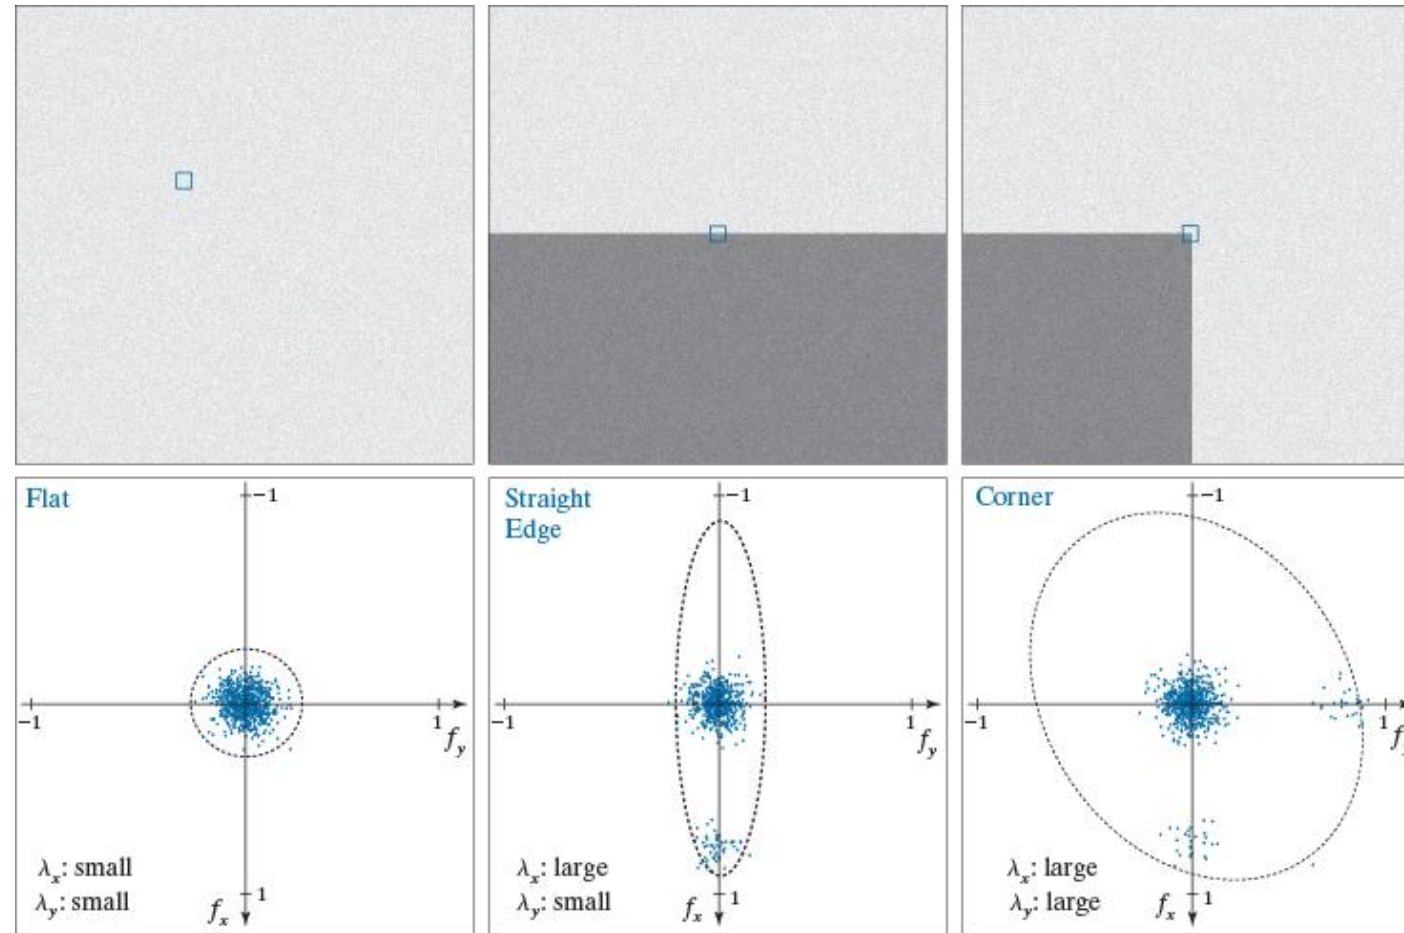 Flat
-1
-1
1
f_y
λ_x: small
λ_y: small
f_x
1
Straight
Edge
-1
-1
1
f_y
λ_x: large
λ_y: small
f_x
1
Corner
-1
-1
1
f
λ_x: large
λ_y: large
f_x
1